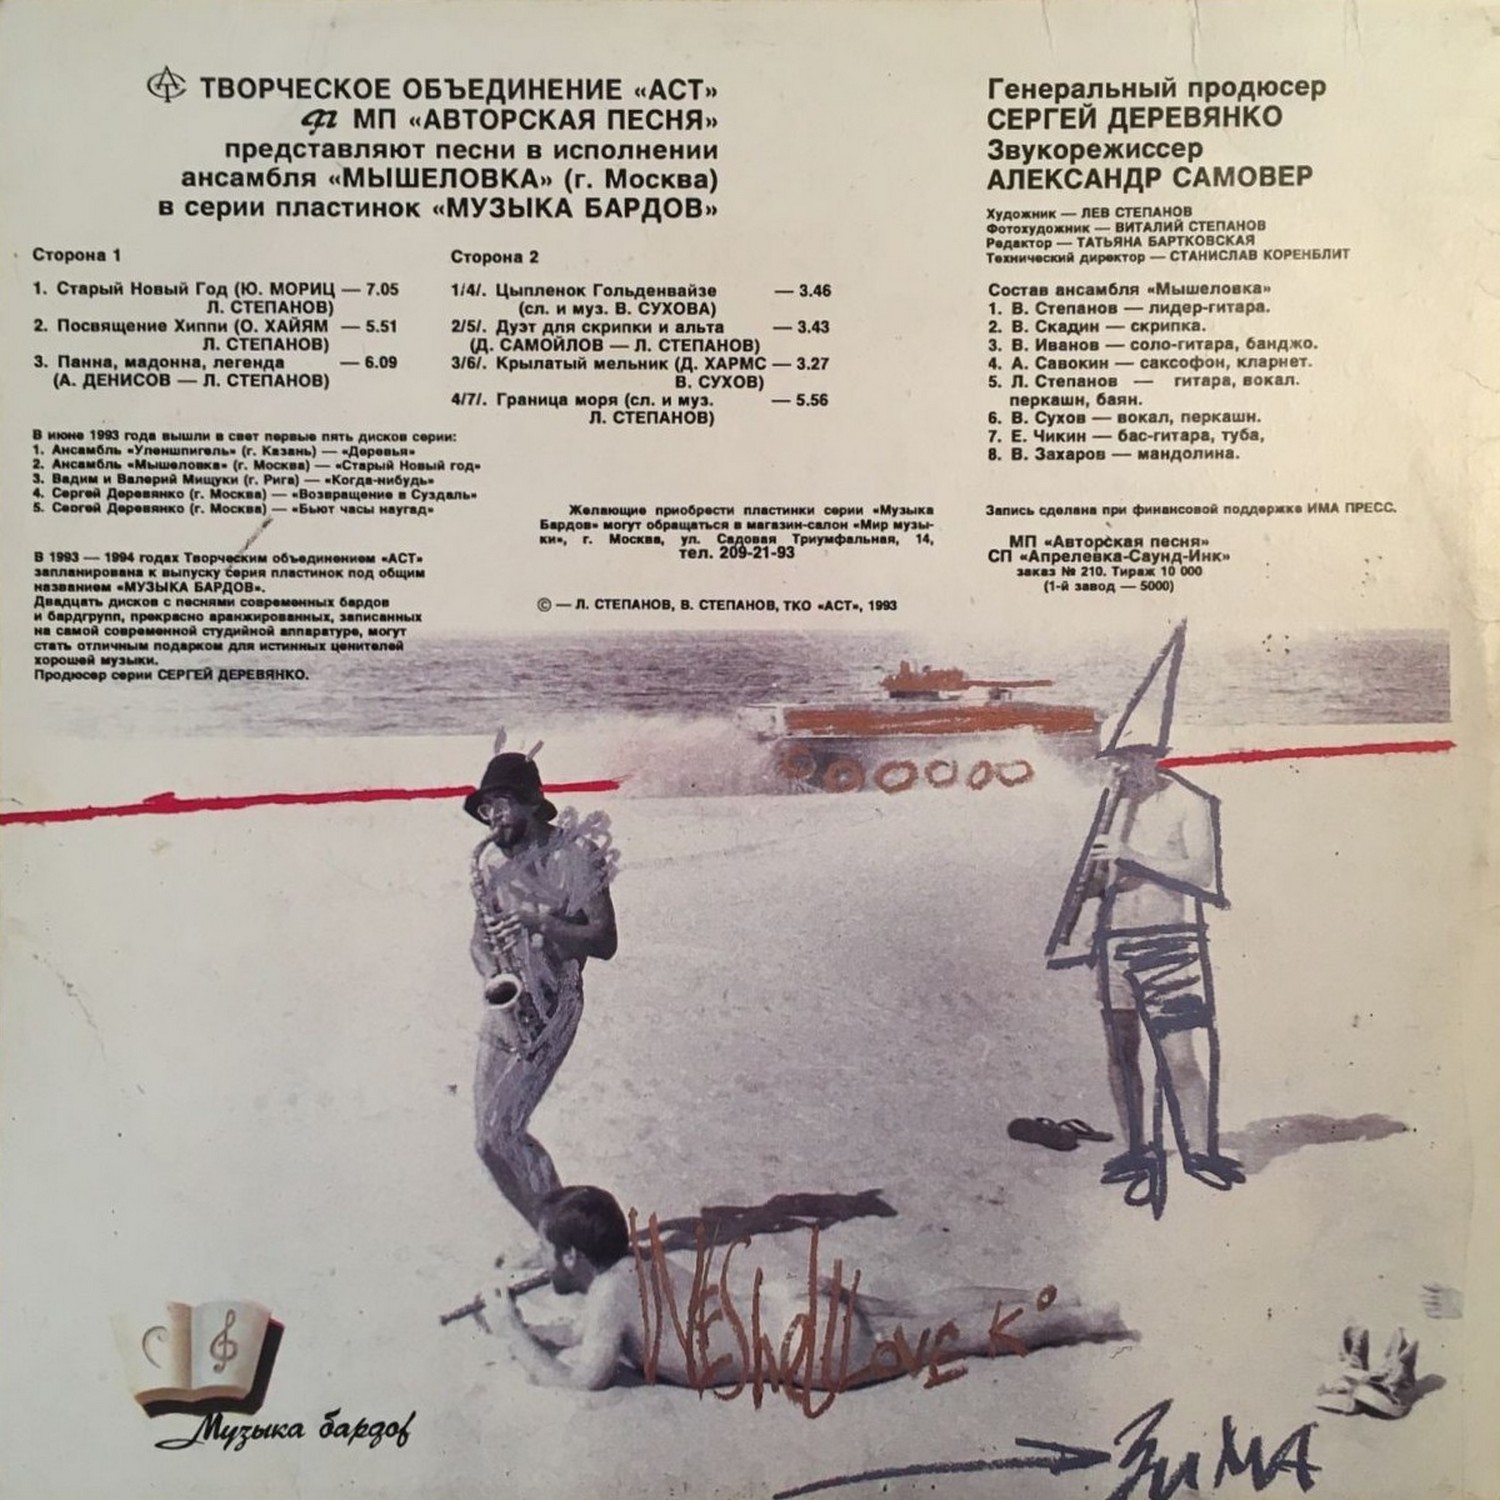 ТВОРЧЕСКОЕ ОБЪЕДИНЕНИЕ «АСТ»
МП «АВТОРСКАЯ ПЕСНЯ»
представляют песни в исполнении
ансамбля «МЫШЕЛОВКА» (г. Москва)
в серии пластинок «МУЗЫКА БАРДОВ»
Сторона 1
1. Старый Новый Год (Ю. МОРИЦ — 7.05
Л. СТЕПАНОВ)
2. Посвящение Хиппи (О. ХАЙЯМ — 5.51
Л. СТЕПАНОВ)
3. Панна, мадонна, легенда — 6.09
(А. ДЕНИСОВ — Л. СТЕПАНОВ)
Сторона 2
1/4/. Цыпленок Гольденвайзе — 3.46
(сл. и муз. В. СУХОВА)
2/5/. Дуэт для скрипки и альта — 3.43
(Д. САМОЙЛОВ — Л. СТЕПАНОВ)
3/6/. Крылатый мельник (Д. ХАРМС — 3.27
В. СУХОВ)
4/7/. Граница моря (сл. и муз. — 5.56
Л. СТЕПАНОВ)
В июне 1993 года вышли в свет первые пять дисков серии:
1. Ансамбль «Уленшпигель» (г. Казань) — «Деревья»
2. Ансамбль «Мышеловка» (г. Москва) — «Старый Новый год»
3. Вадим и Валерий Мищуки (г. Рига) — «Когда-нибудь»
4. Сергей Деревянко (г. Москва) — «Возвращение в Суздаль»
5. Сергей Деревянко (г. Москва) — «Бьют часы наугад»
В 1993 — 1994 годах Творческим объединением «АСТ»
запланирована к выпуску серия пластинок под общим
названием «МУЗЫКА БАРДОВ».
Двадцать дисков с песнями современных бардов
и бардгрупп, прекрасно аранжированных, записанных
на самой современной студийной аппаратуре, могут
стать отличным подарком для истинных ценителей
хорошей музыки.
Продюсер серии СЕРГЕЙ ДЕРЕВЯНКО.
Желающие приобрести пластинки серии «Музыка
Бардов» могут обращаться в магазин-салон «Мир музы-
ки», г. Москва, ул. Садовая Триумфальная, 14,
тел. 209-21-93
© — Л. СТЕПАНОВ, В. СТЕПАНОВ, ТКО «АСТ», 1993
Генеральный продюсер
СЕРГЕЙ ДЕРЕВЯНКО
Звукорежиссер
АЛЕКСАНДР САМОВЕР
Художник — ЛЕВ СТЕПАНОВ
Фотохудожник — ВИТАЛИЙ СТЕПАНОВ
Редактор — ТАТЬЯНА БАРТКОВСКАЯ
Технический директор — СТАНИСЛАВ КОРЕНБЛИТ
Состав ансамбля «Мышеловка»
1. В. Степанов — лидер-гитара.
2. В. Скадин — скрипка.
3. В. Иванов — соло-гитара, банджо.
4. А. Савокин — саксофон, кларнет.
5. Л. Степанов — гитара, вокал.
перкашн, баян.
6. В. Сухов — вокал, перкашн.
7. Е. Чикин — бас-гитара, туба,
8. В. Захаров — мандолина.
Запись сделана при финансовой поддержке ИМА ПРЕСС.
МП «Авторская песня»
СП «Апрелевка-Саунд-Инк»
заказ № 210. Тираж 10 000
(1-й завод — 5000)
WEShallLOVE K°
Музыка бардов
ЗИМА